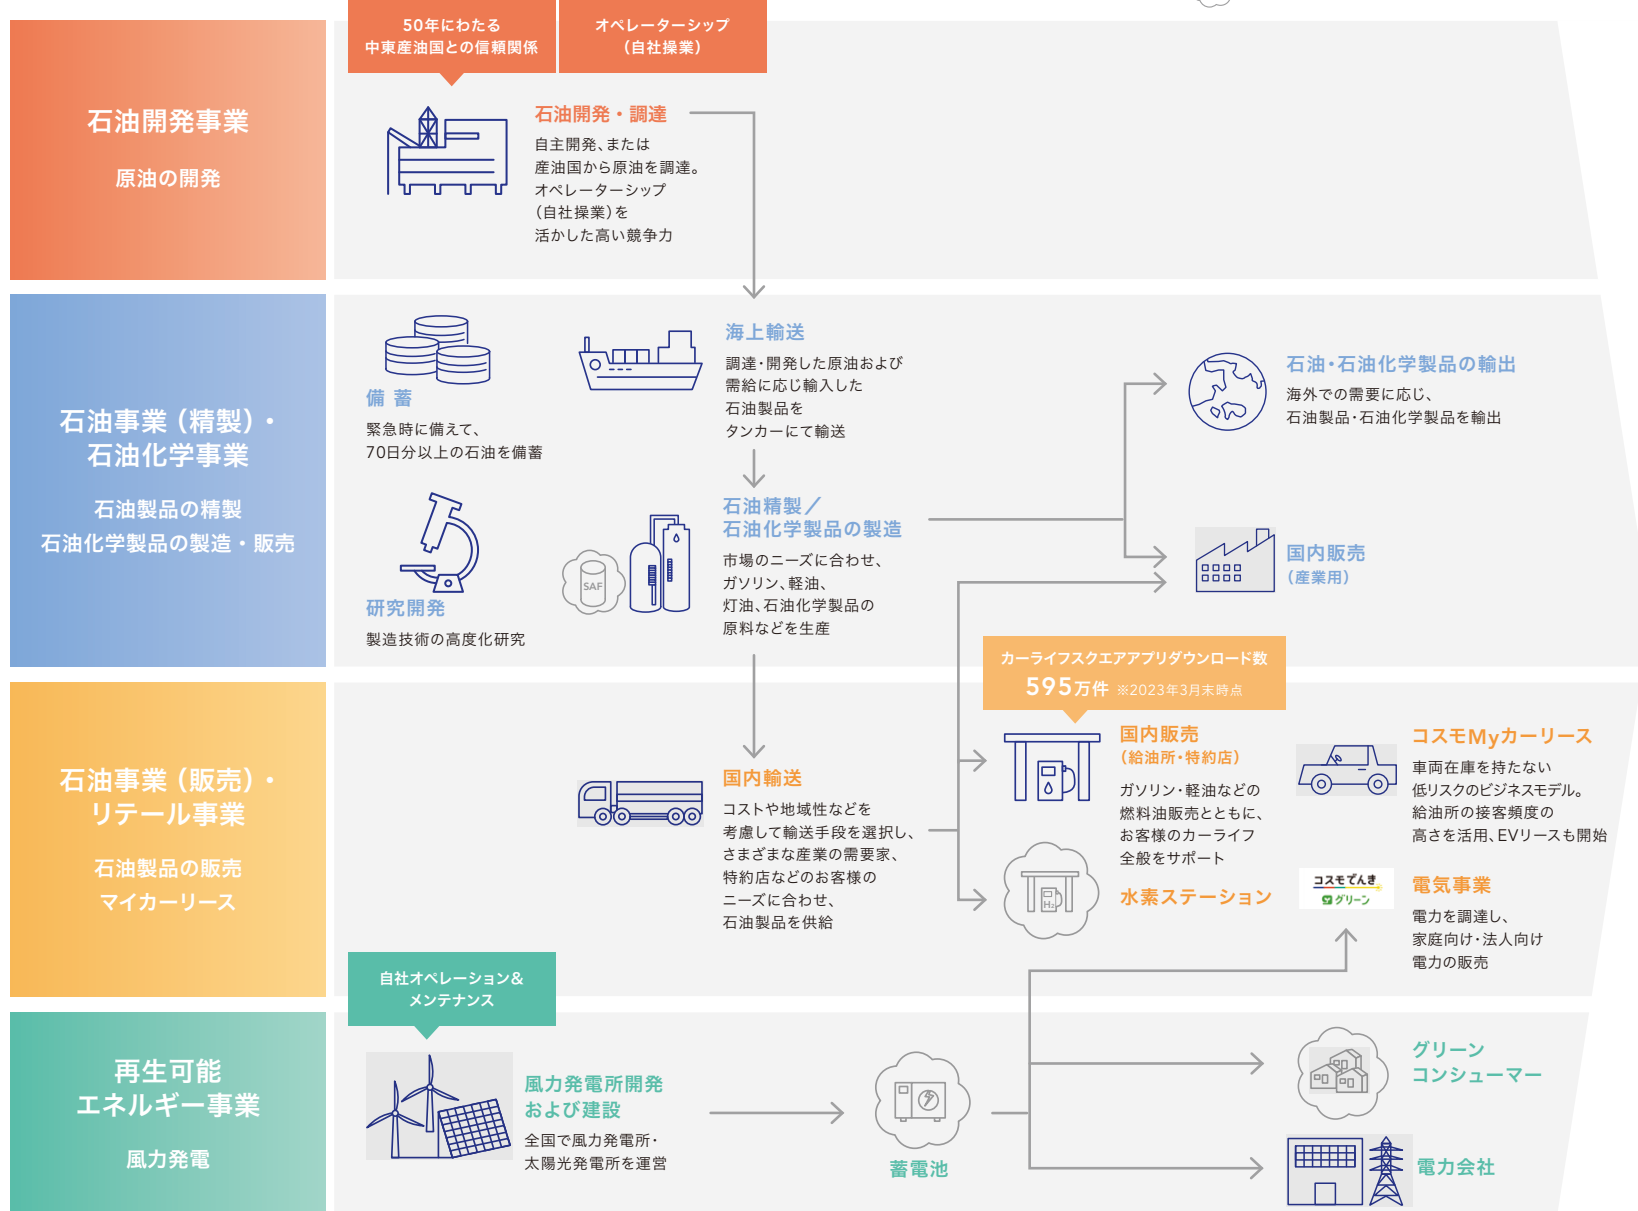 50年にわたる
中東産油国との信頼関係
オペレーターシップ
（自社操業）
石油開発事業
原油の開発
石油開発・調達
自主開発、または
産油国から原油を調達。
オペレーターシップ
（自社操業）を
活かした高い競争力
石油事業（精製）・
石油化学事業
石油製品の精製
石油化学製品の製造・販売
備 蓄
緊急時に備えて、
70日分以上の石油を備蓄
研究開発
製造技術の高度化研究
海上輸送
調達・開発した原油および
需給に応じ輸入した
石油製品を
タンカーにて輸送
SAF
石油精製／
石油化学製品の製造
市場のニーズに合わせ、
ガソリン、軽油、
灯油、石油化学製品の
原料などを生産
石油・石油化学製品の輸出
海外での需要に応じ、
石油製品・石油化学製品を輸出
国内販売
（産業用）
石油事業（販売）・
リテール事業
石油製品の販売
マイカーリース
国内輸送
コストや地域性などを
考慮して輸送手段を選択し、
さまざまな産業の需要家、
特約店などのお客様の
ニーズに合わせ、
石油製品を供給
カーライフスクエアアプリダウンロード数
595万件 ※2023年3月末時点
国内販売
（給油所・特約店）
ガソリン・軽油などの
燃料油販売とともに、
お客様のカーライフ
全般をサポート
H2
水素ステーション
コスモMyカーリース
車両在庫を持たない
低リスクのビジネスモデル。
給油所の接客頻度の
高さを活用、EVリースも開始
コスモでんき
グリーン
電気事業
電力を調達し、
家庭向け・法人向け
電力の販売
再生可能
エネルギー事業
風力発電
自社オペレーション＆
メンテナンス
風力発電所開発
および建設
全国で風力発電所・
太陽光発電所を運営
蓄電池
グリーン
コンシューマー
電力会社